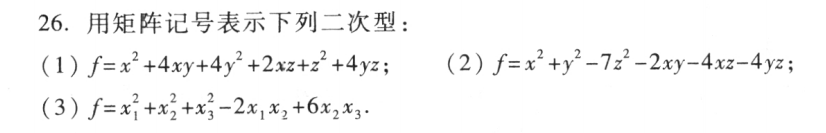 26. 用矩阵记号表示下列二次型：
(1) f=x²+4xy+4y²+2xz+z²+4yz; (2) f=x²+y²-7z²-2xy-4xz-4yz;
(3) f=x₁²+x₂²+x₃²-2x₁x₂+6x₂x₃.